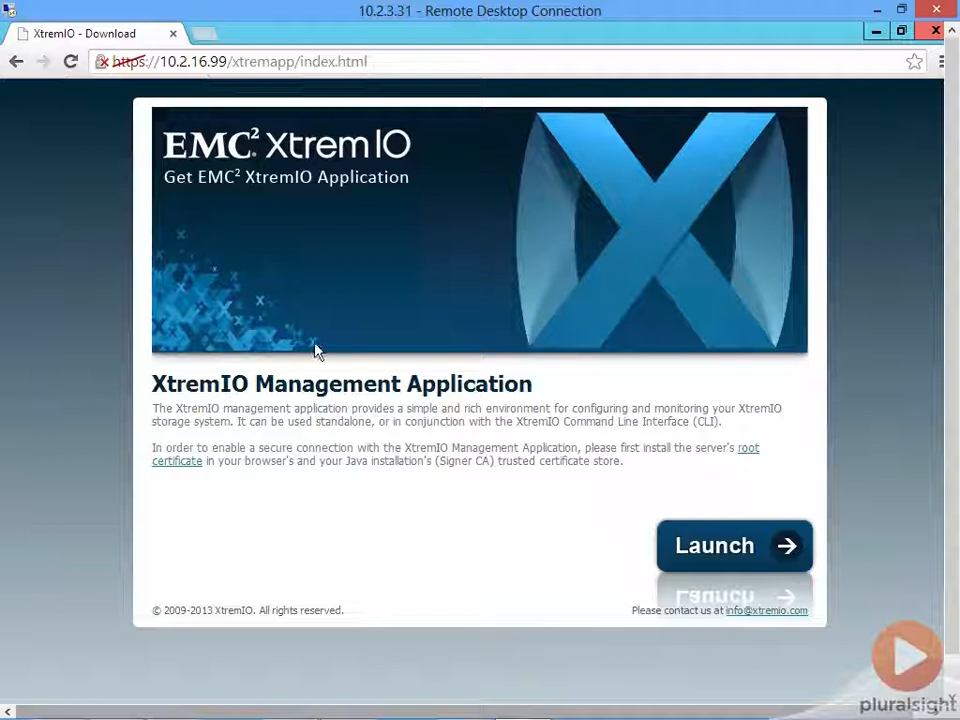 10.2.3.31 - Remote Desktop Connection
XtremIO - Download
https://10.2.16.99/xtremapp/index.html
EMC² XtremIO
Get EMC² XtremIO Application
XtremIO Management Application
The XtremIO management application provides a simple and rich environment for configuring and monitoring your XtremIO
storage system. It can be used standalone, or in conjunction with the XtremIO Command Line Interface (CLI).
In order to enable a secure connection with the XtremIO Management Application, please first install the server's root
certificate in your browser's and your Java installation's (Signer CA) trusted certificate store.
Launch
© 2009-2013 XtremIO. All rights reserved.
Please contact us at info@xtremio.com
pluralsight